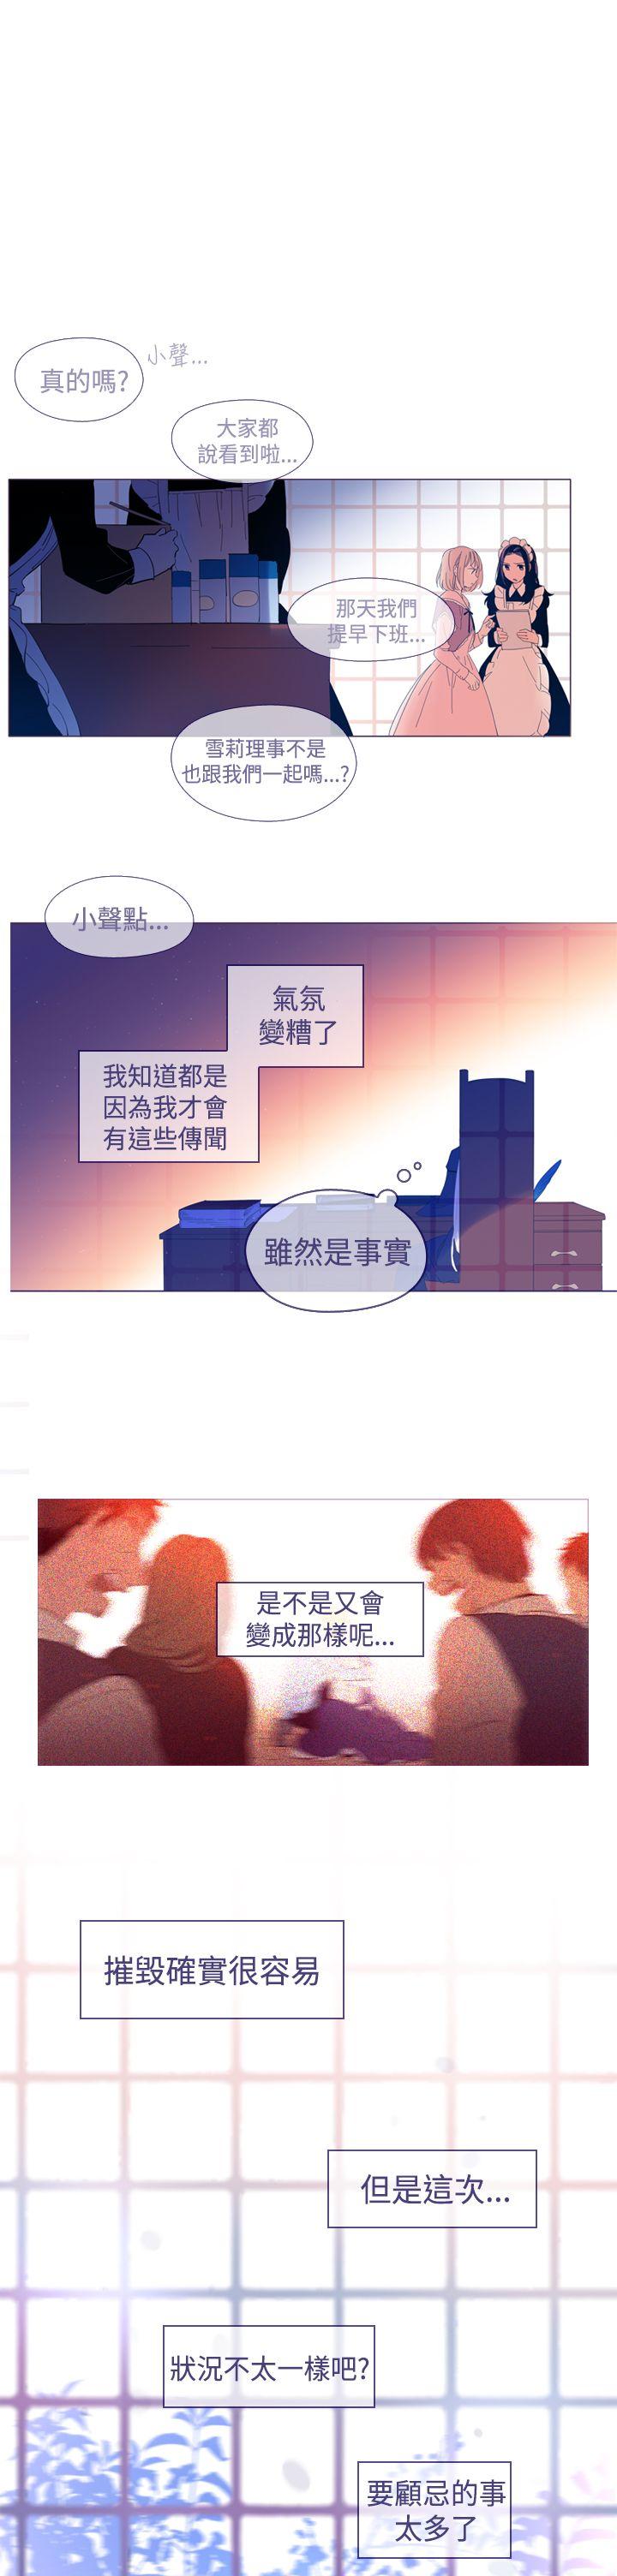 真的嗎?
小聲...
大家都
說看到啦...
那天我們
提早下班...
雪莉理事不是
也跟我們一起嗎...?
小聲點...
氣氛
變糟了
我知道都是
因為我才會
有這些傳聞
雖然是事實
是不是又會
變成那樣呢...
摧毀確實很容易
但是這次...
狀況不太一樣吧?
要顧忌的事
太多了